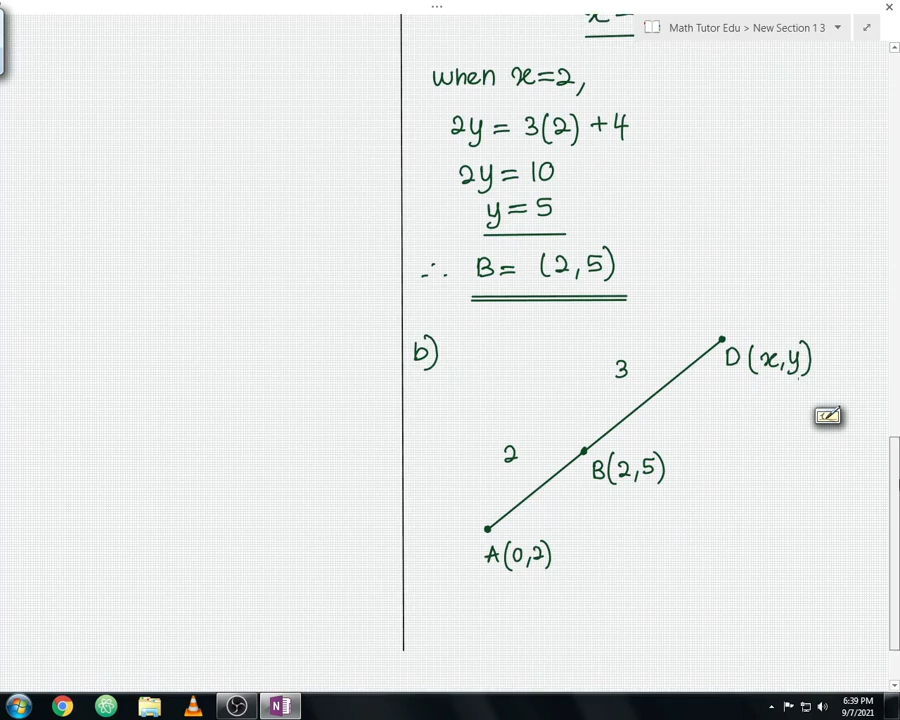 x=
Math Tutor Edu > New Section 1 3
when x=2,
2y = 3(2) +4
2y = 10
y = 5
∴ B = (2,5)
b)
D(x,y)
3
2
B(2,5)
A(0,2)
6:39 PM
9/7/2021